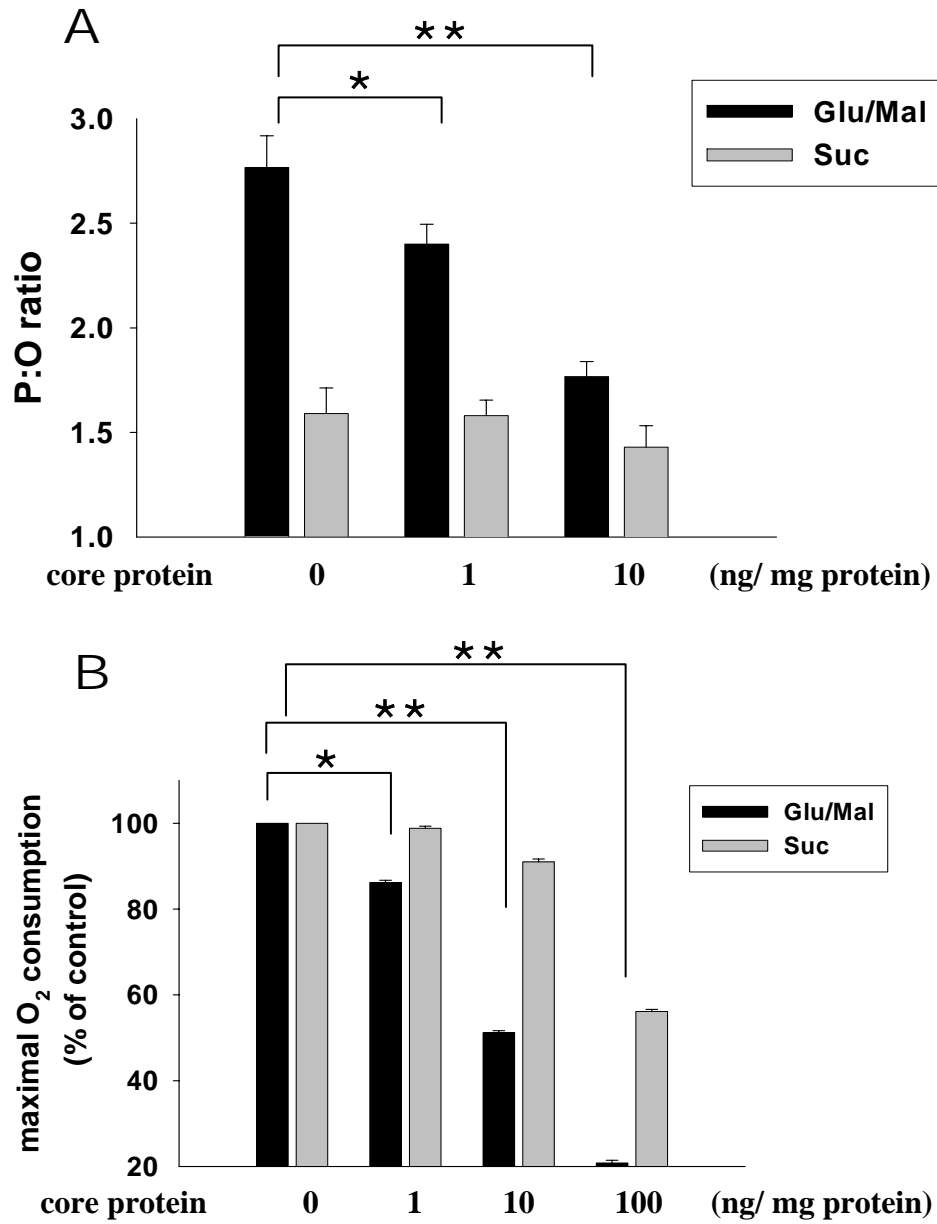 A
**
*
Glu/Mal
Suc
3.0
2.5
2.0
1.5
1.0
P:O ratio
core protein 0 1 10 (ng/ mg protein)
B
**
**
*
Glu/Mal
Suc
100
80
60
40
20
maximal O₂ consumption
(% of control)
core protein 0 1 10 100 (ng/ mg protein)